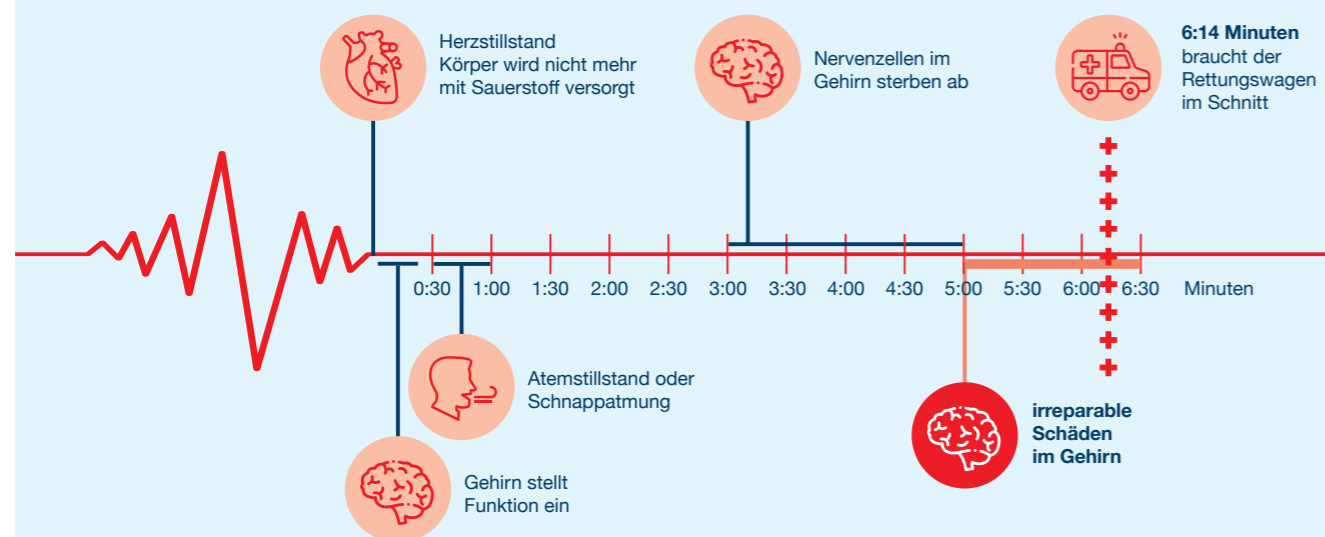 Herzstillstand
Körper wird nicht mehr
mit Sauerstoff versorgt
Nervenzellen im
Gehirn sterben ab
6:14 Minuten
braucht der
Rettungswagen
im Schnitt
0:30 1:00 1:30 2:00 2:30 3:00 3:30 4:00 4:30 5:00 5:30 6:00 6:30 Minuten
Atemstillstand oder
Schnappatmung
irreparable
Schäden
im Gehirn
Gehirn stellt
Funktion ein